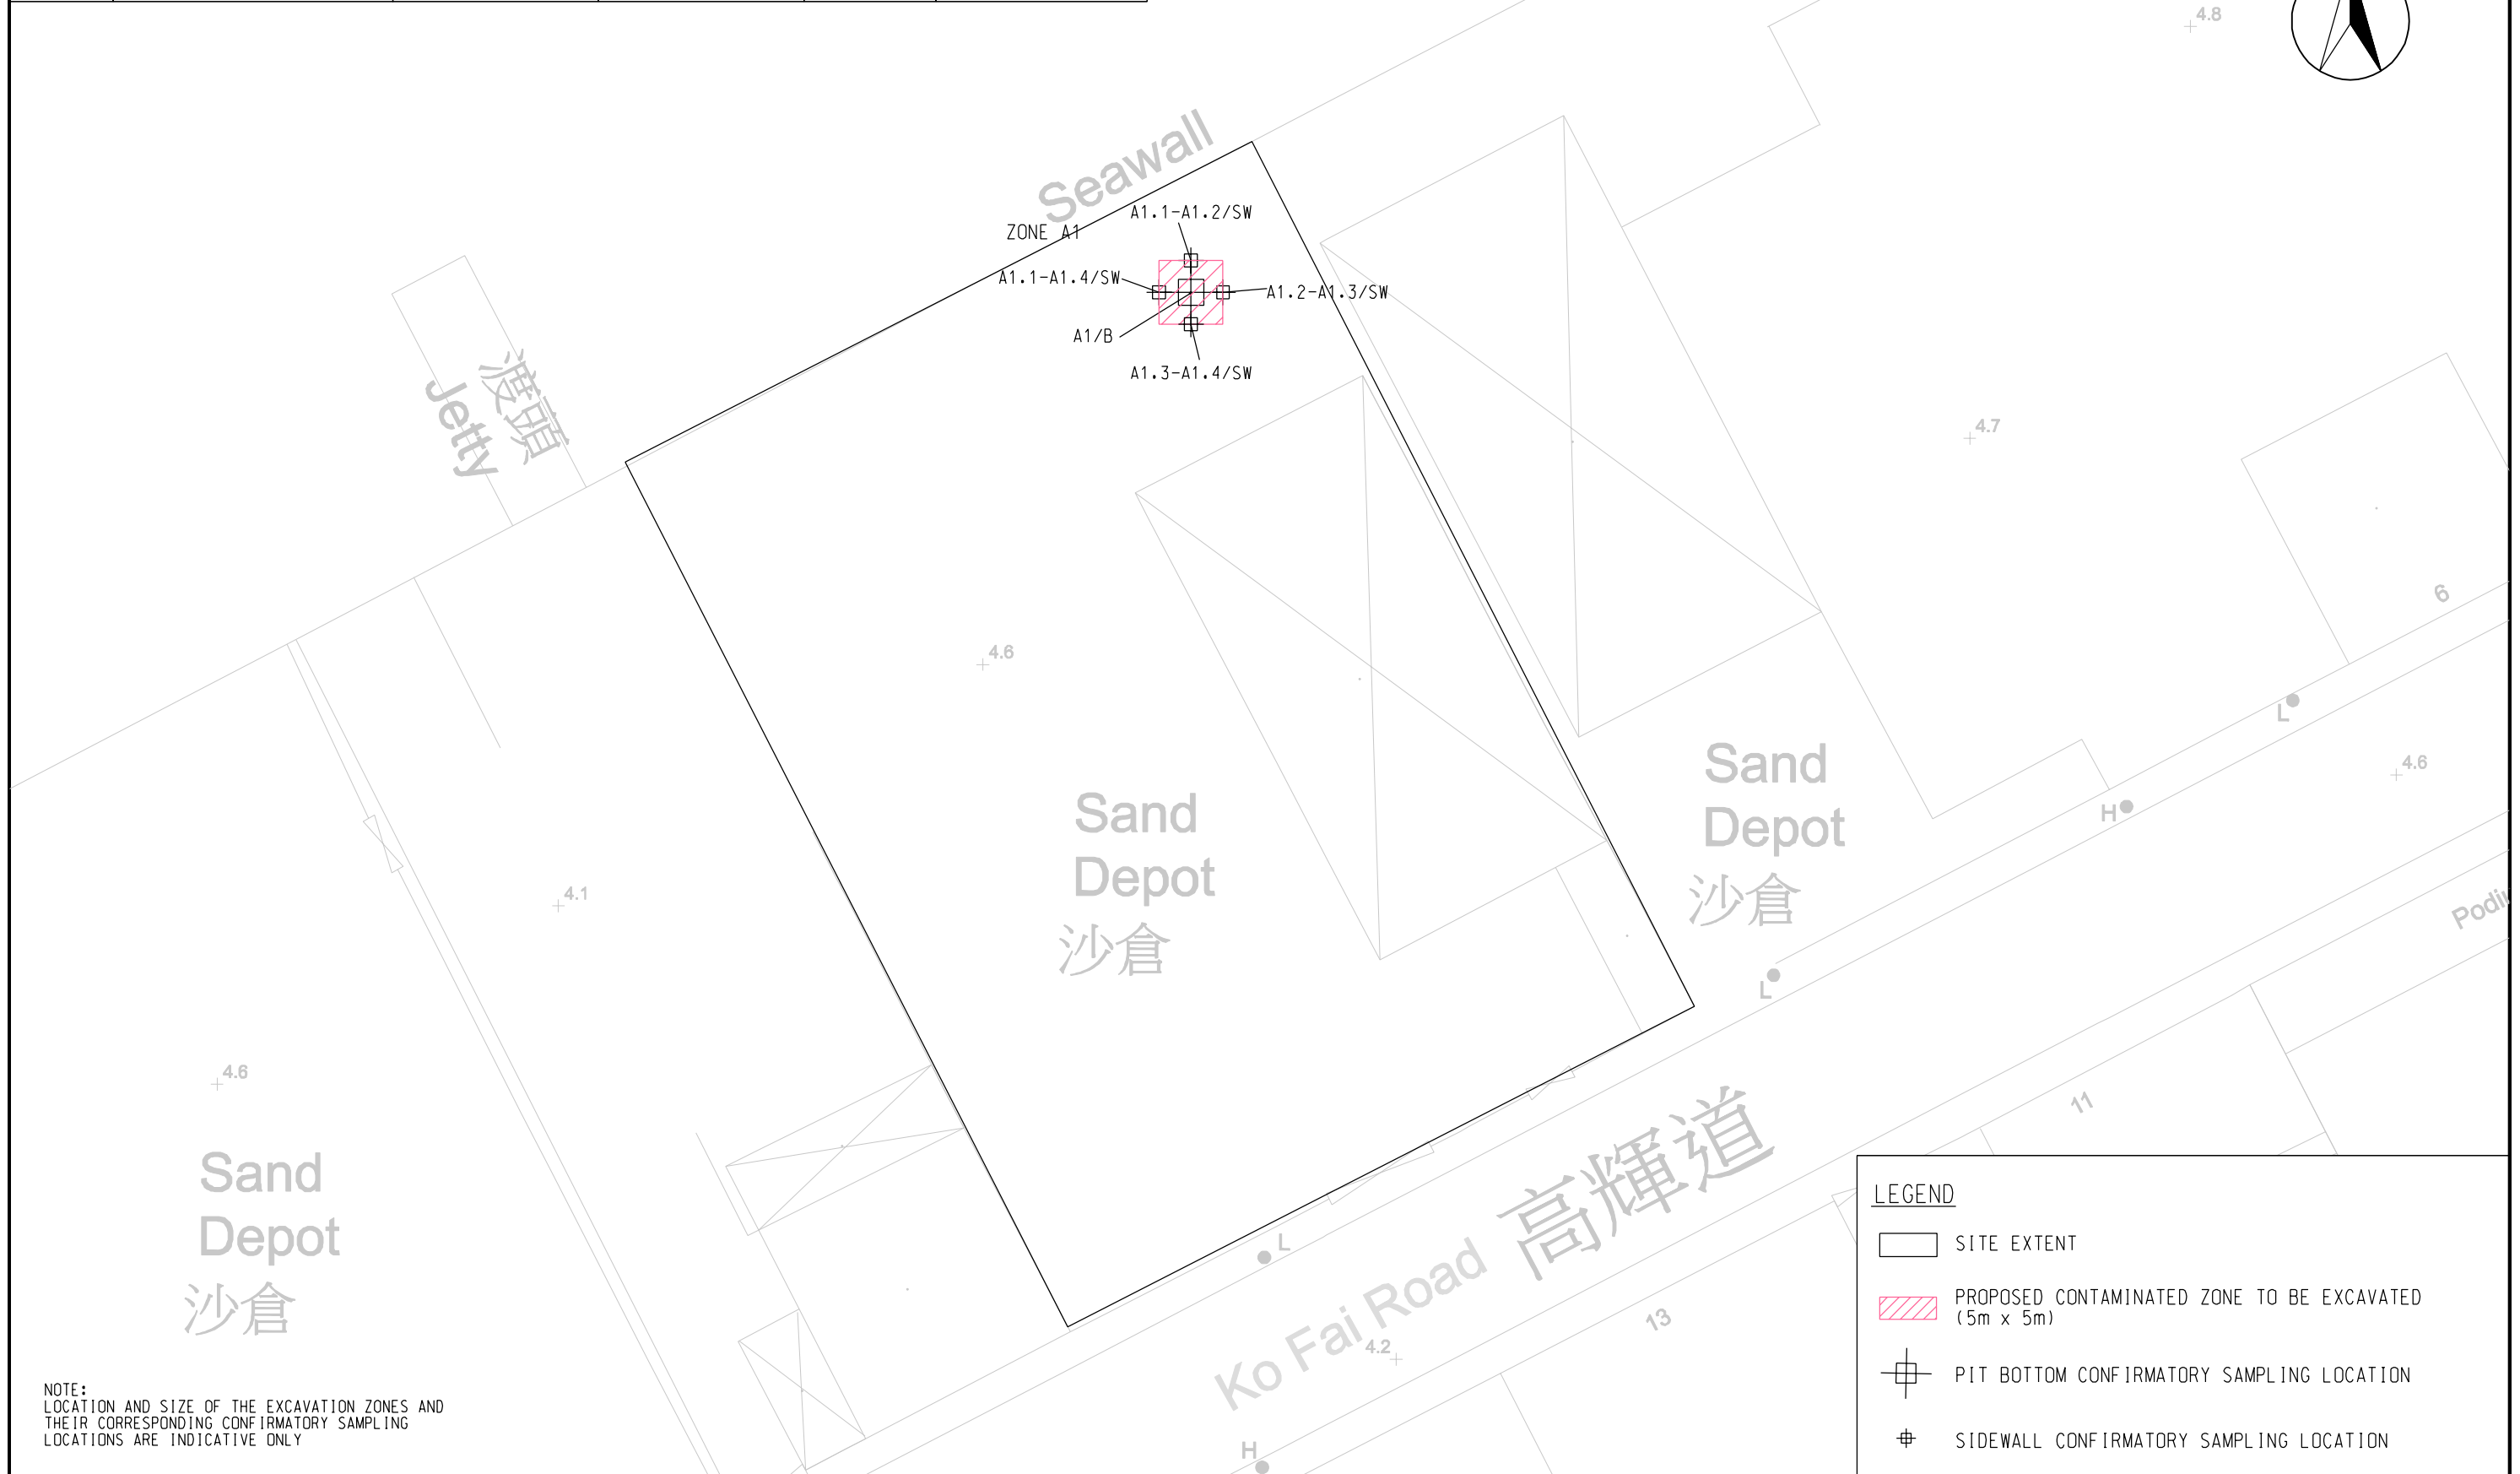 4.8
Seawall
A1.1-A1.2/SW
ZONE A1
A1.1-A1.4/SW
A1.2-A1.3/SW
A1/B
A1.3-A1.4/SW
渡頭
Jetty
4.7
6
4.6
L
Sand
Depot
沙倉
Sand
Depot
沙倉
4.6
H
4.1
L
4.6
Sand
Depot
沙倉
11
L
Ko Fai Road 高輝道
13
4.2
H
NOTE:
LOCATION AND SIZE OF THE EXCAVATION ZONES AND
THEIR CORRESPONDING CONFIRMATORY SAMPLING
LOCATIONS ARE INDICATIVE ONLY
LEGEND
SITE EXTENT
PROPOSED CONTAMINATED ZONE TO BE EXCAVATED
(5m x 5m)
PIT BOTTOM CONFIRMATORY SAMPLING LOCATION
SIDEWALL CONFIRMATORY SAMPLING LOCATION